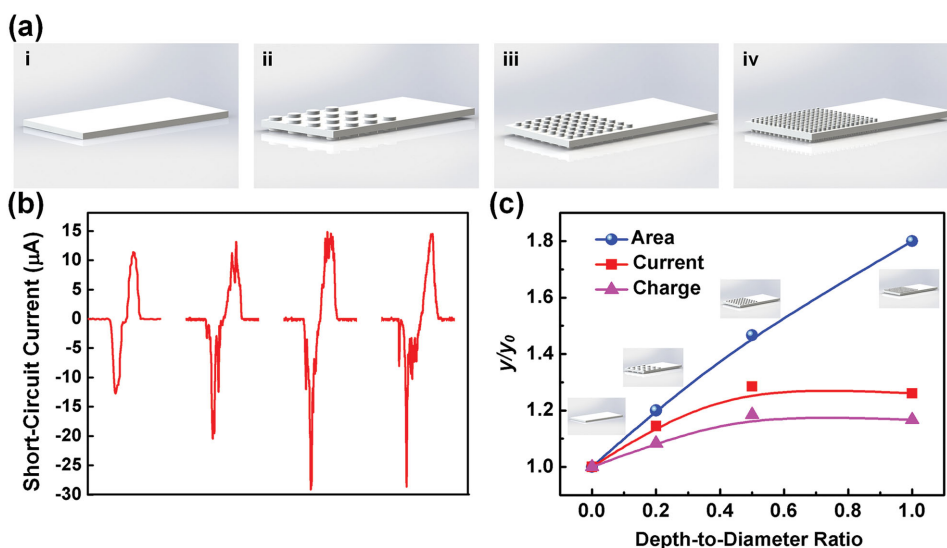 (a)
i
ii
iii
iv
(b)
Short-Circuit Current (µA)
15
10
5
0
-5
-10
-15
-20
-25
-30
(c)
Area
Current
Charge
y/y0
1.8
1.6
1.4
1.2
1.0
0.0 0.2 0.4 0.6 0.8 1.0
Depth-to-Diameter Ratio